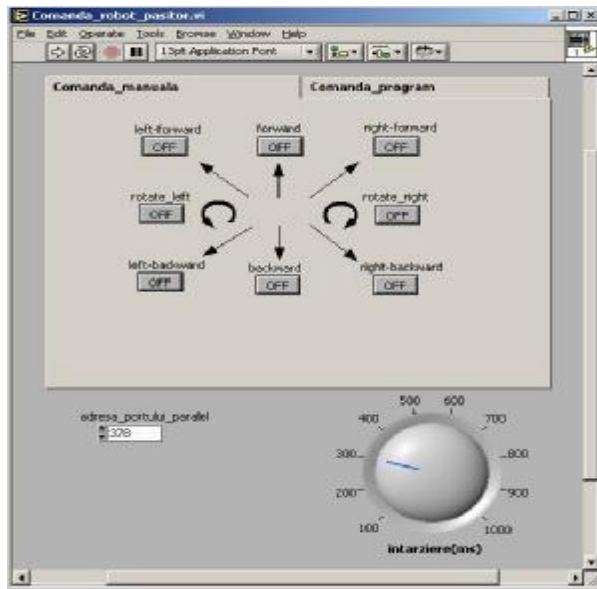 Comanda_robot_pasitor.vi
File Edit Operate Tools Browse Window Help
13pt Application Font
1
Comanda_manuala Comanda_program
left-forward forward right-forward
OFF OFF OFF
rotate_left rotate_right
OFF OFF
left-backward backward right-backward
OFF OFF OFF
adresa_portului_parallel
378
500 600
400 700
300 800
200 900
100 1000
intarziere(ms)